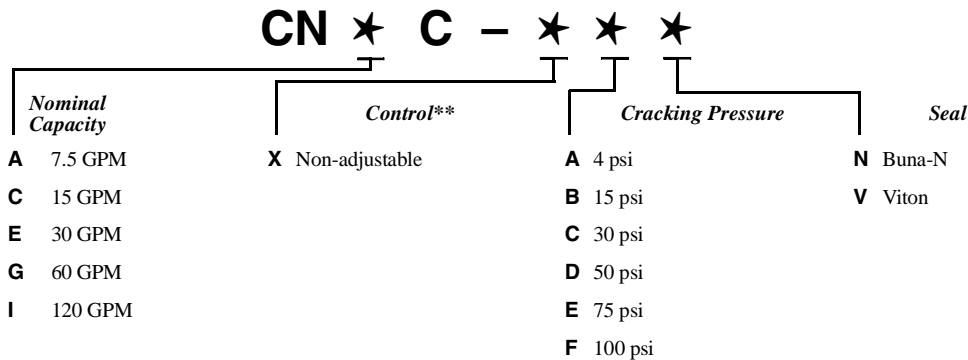 CN ✭ C – ✭ ✭ ✭
Nominal Capacity
A 7.5 GPM
C 15 GPM
E 30 GPM
G 60 GPM
I 120 GPM
Control**
X Non-adjustable
Cracking Pressure
A 4 psi
B 15 psi
C 30 psi
D 50 psi
E 75 psi
F 100 psi
Seal
N Buna-N
V Viton